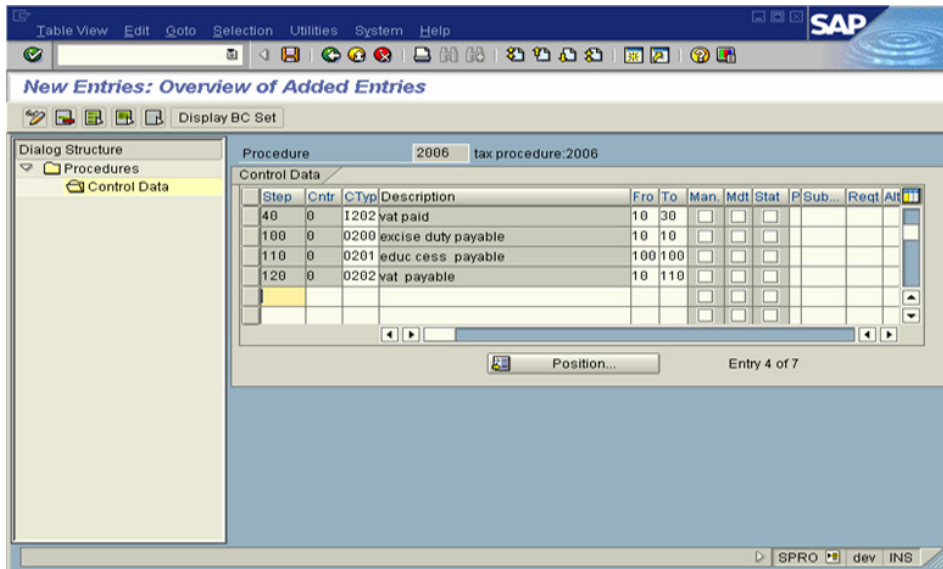 Table View Edit Goto Selection Utilities System Help
SAP
New Entries: Overview of Added Entries
Display BC Set
Dialog Structure
Procedures
Control Data
Procedure 2006 tax procedure:2006
Control Data
Step Cntr CTyp Description Fro To Man. Mdt Stat P Sub... Reqt Alt
40 0 I202 vat paid 10 30
100 0 O200 excise duty payable 10 10
110 0 O201 educ cess payable 100 100
120 0 O202 vat payable 10 110
Position... Entry 4 of 7
SPRO dev INS